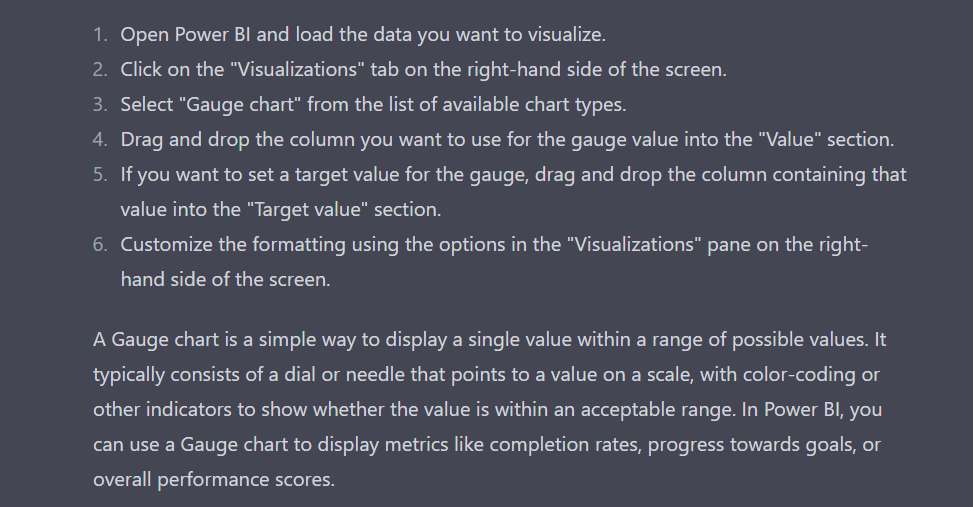 1. Open Power BI and load the data you want to visualize.
2. Click on the "Visualizations" tab on the right-hand side of the screen.
3. Select "Gauge chart" from the list of available chart types.
4. Drag and drop the column you want to use for the gauge value into the "Value" section.
5. If you want to set a target value for the gauge, drag and drop the column containing that
value into the "Target value" section.
6. Customize the formatting using the options in the "Visualizations" pane on the right-
hand side of the screen.
A Gauge chart is a simple way to display a single value within a range of possible values. It
typically consists of a dial or needle that points to a value on a scale, with color-coding or
other indicators to show whether the value is within an acceptable range. In Power BI, you
can use a Gauge chart to display metrics like completion rates, progress towards goals, or
overall performance scores.